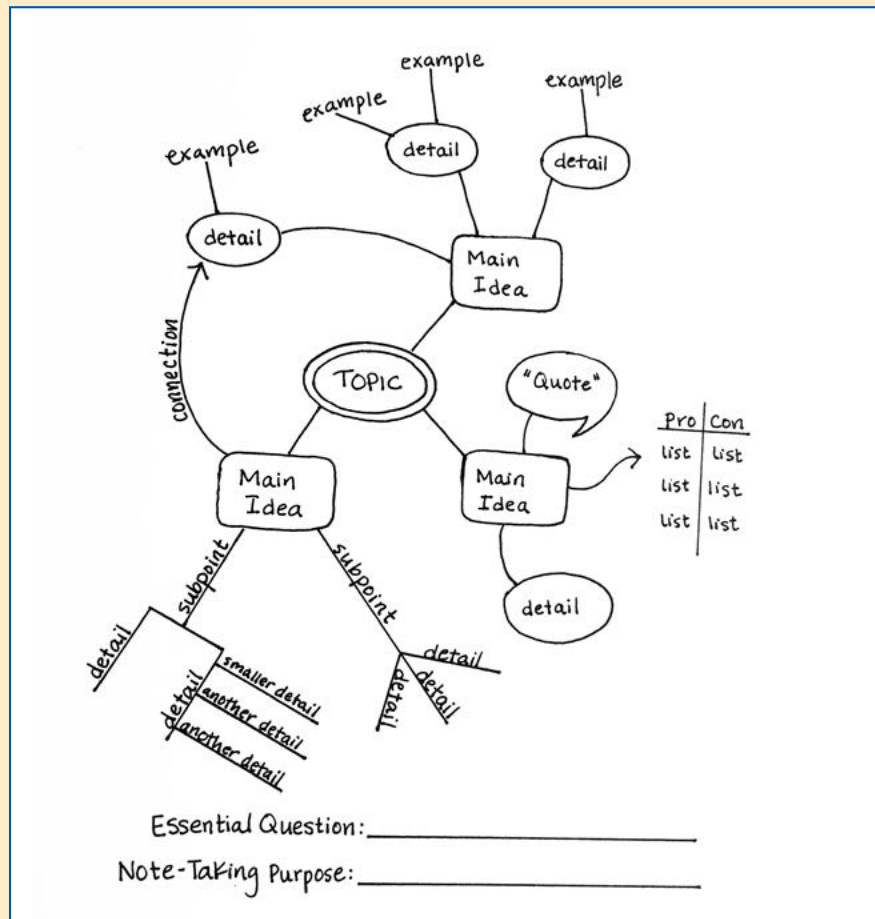 example
example
example
example
detail
detail
detail
Main
Idea
connection
TOPIC
"Quote"
Pro Con
list list
list list
list list
Main
Idea
Main
Idea
detail
subpoint
subpoint
detail
detail
smaller detail
another detail
another detail
detail
detail
detail
Essential Question:
Note-Taking Purpose: